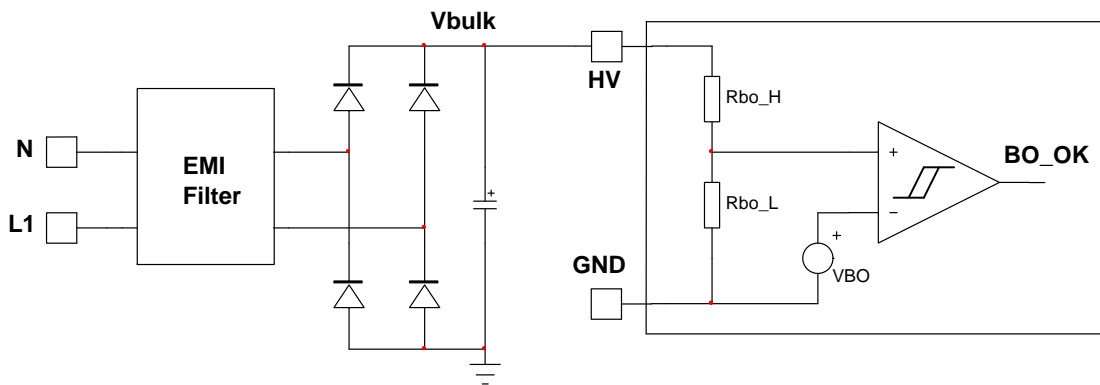 Vbulk
HV
Rbo_H
N
EMI
Filter
+
BO_OK
+
Rbo_L
L1
−
+
GND
VBO